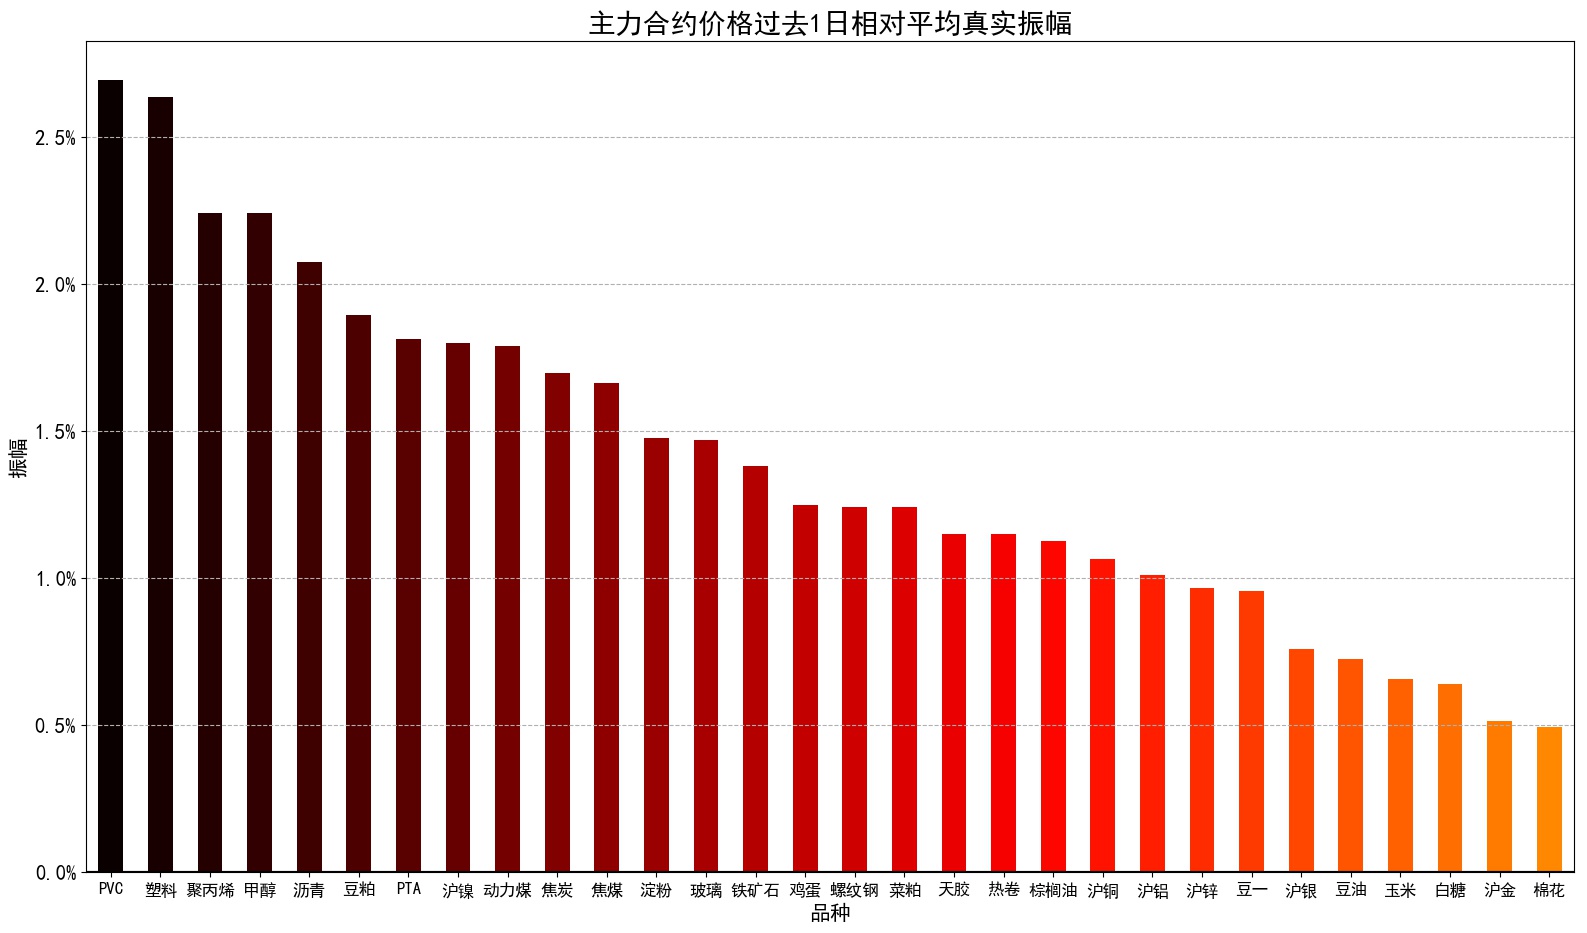 主力合约价格过去1日相对平均真实振幅
振幅
2.5%
2.0%
1.5%
1.0%
0.5%
0.0%
PVC 塑料 聚丙烯 甲醇 沥青 豆粕 PTA 沪镍 动力煤 焦炭 焦煤 淀粉 玻璃 铁矿石 鸡蛋 螺纹钢 菜粕 天胶 热卷 棕榈油 沪铜 沪铝 沪锌 豆一 沪银 豆油 玉米 白糖 沪金 棉花
品种